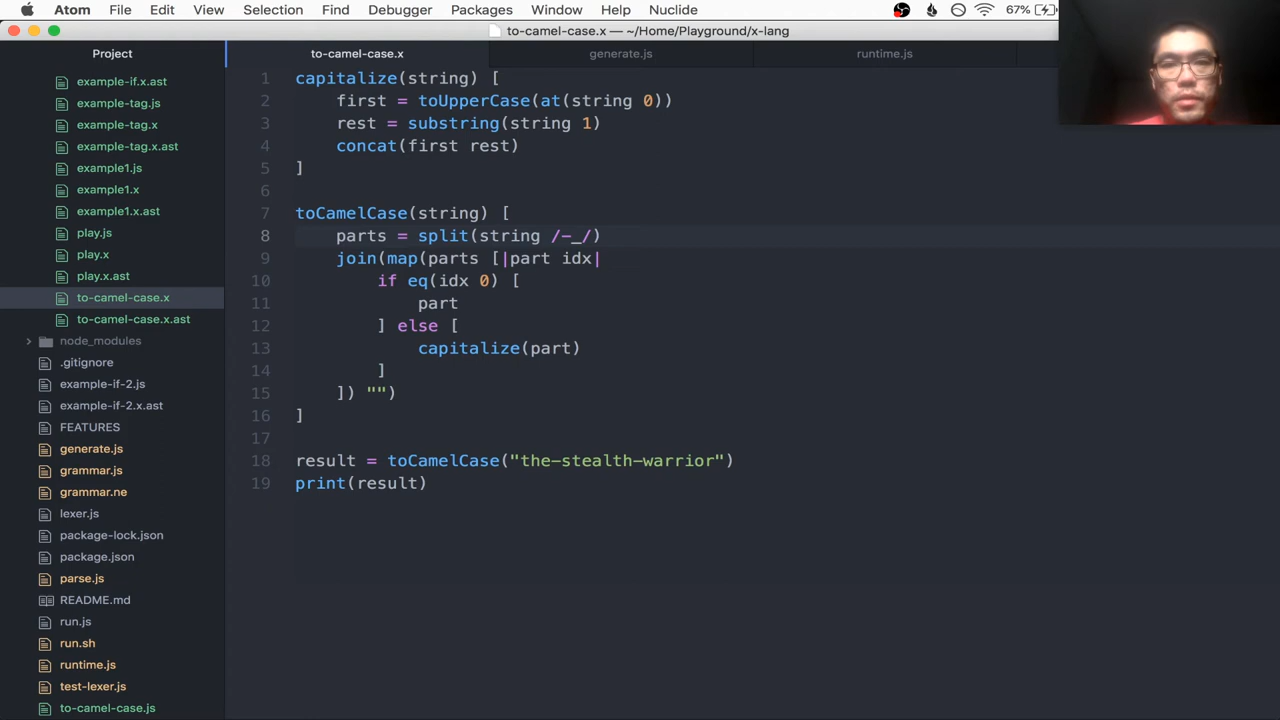 Atom File Edit View Selection Find Debugger Packages Window Help Nuclide 67%
to-camel-case.x — ~/Home/Playground/x-lang
Project
to-camel-case.x generate.js runtime.js
example-if.x.ast
example-tag.js
example-tag.x
example-tag.x.ast
example1.js
example1.x
example1.x.ast
play.js
play.x
play.x.ast
to-camel-case.x
to-camel-case.x.ast
node_modules
.gitignore
example-if-2.js
example-if-2.x.ast
FEATURES
generate.js
grammar.js
grammar.ne
lexer.js
package-lock.json
package.json
parse.js
README.md
run.js
run.sh
runtime.js
test-lexer.js
to-camel-case.js
1 capitalize(string) [
2 first = toUpperCase(at(string 0))
3 rest = substring(string 1)
4 concat(first rest)
5 ]
6
7 toCamelCase(string) [
8 parts = split(string /-_/)
9 join(map(parts [|part idx|
10 if eq(idx 0) [
11 part
12 ] else [
13 capitalize(part)
14 ]
15 ]) "")
16 ]
17
18 result = toCamelCase("the-stealth-warrior")
19 print(result)